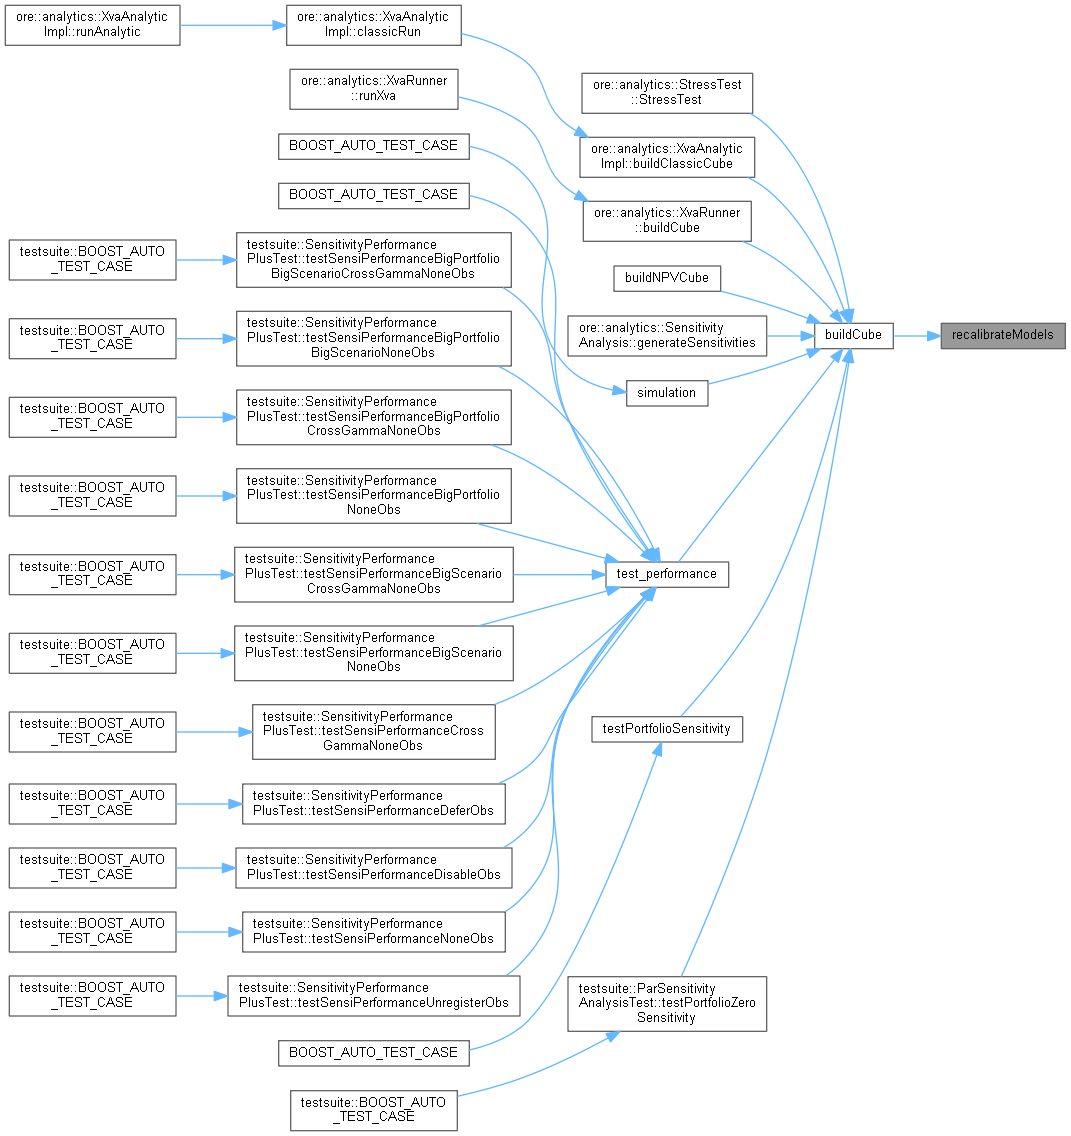 ore::analytics::XvaAnalytic
Impl::runAnalytic
ore::analytics::XvaAnalytic
Impl::classicRun
ore::analytics::XvaRunner
::runXva
BOOST_AUTO_TEST_CASE
BOOST_AUTO_TEST_CASE
testsuite::BOOST_AUTO
_TEST_CASE
testsuite::SensitivityPerformance
PlusTest::testSensiPerformanceBigPortfolio
BigScenarioCrossGammaNoneObs
testsuite::BOOST_AUTO
_TEST_CASE
testsuite::SensitivityPerformance
PlusTest::testSensiPerformanceBigPortfolio
BigScenarioNoneObs
testsuite::BOOST_AUTO
_TEST_CASE
testsuite::SensitivityPerformance
PlusTest::testSensiPerformanceBigPortfolio
CrossGammaNoneObs
testsuite::BOOST_AUTO
_TEST_CASE
testsuite::SensitivityPerformance
PlusTest::testSensiPerformanceBigPortfolio
NoneObs
testsuite::BOOST_AUTO
_TEST_CASE
testsuite::SensitivityPerformance
PlusTest::testSensiPerformanceBigScenario
CrossGammaNoneObs
testsuite::BOOST_AUTO
_TEST_CASE
testsuite::SensitivityPerformance
PlusTest::testSensiPerformanceBigScenario
NoneObs
testsuite::BOOST_AUTO
_TEST_CASE
testsuite::SensitivityPerformance
PlusTest::testSensiPerformanceCross
GammaNoneObs
testsuite::BOOST_AUTO
_TEST_CASE
testsuite::SensitivityPerformance
PlusTest::testSensiPerformanceDeferObs
testsuite::BOOST_AUTO
_TEST_CASE
testsuite::SensitivityPerformance
PlusTest::testSensiPerformanceDisableObs
testsuite::BOOST_AUTO
_TEST_CASE
testsuite::SensitivityPerformance
PlusTest::testSensiPerformanceNoneObs
testsuite::BOOST_AUTO
_TEST_CASE
testsuite::SensitivityPerformance
PlusTest::testSensiPerformanceUnregisterObs
BOOST_AUTO_TEST_CASE
testsuite::BOOST_AUTO
_TEST_CASE
ore::analytics::StressTest
::StressTest
ore::analytics::XvaAnalytic
Impl::buildClassicCube
ore::analytics::XvaRunner
::buildCube
buildNPVCube
ore::analytics::Sensitivity
Analysis::generateSensitivities
simulation
test_performance
testPortfolioSensitivity
testsuite::ParSensitivity
AnalysisTest::testPortfolioZero
Sensitivity
buildCube
recalibrateModels